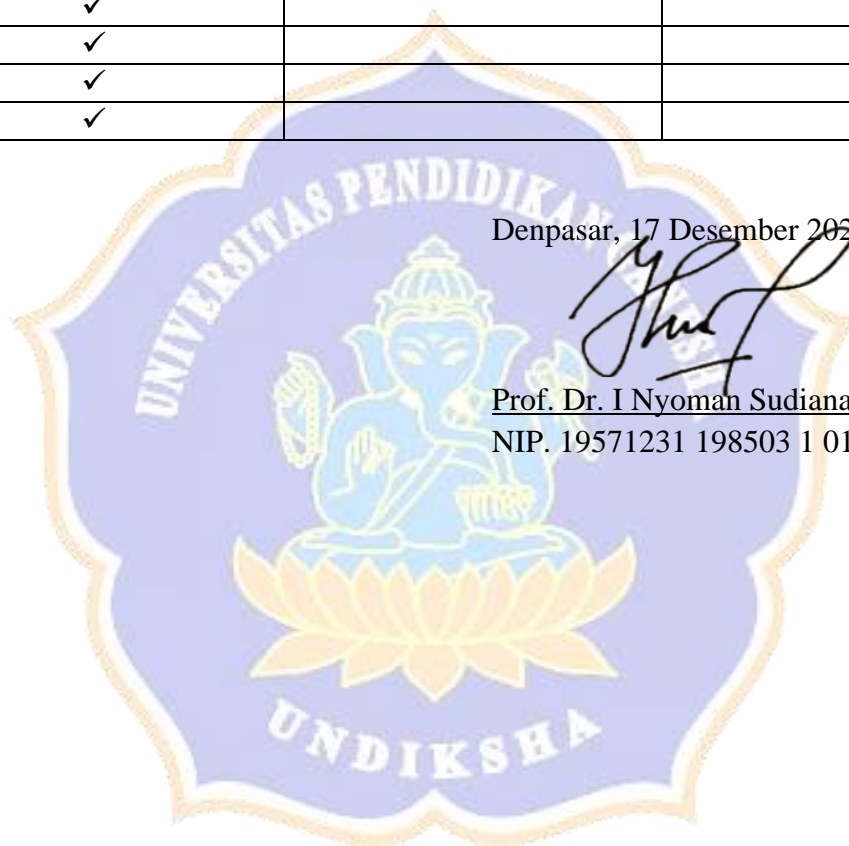 ✓
✓
✓
✓
UNIVERSITAS PENDIDIKAN
Denpasar, 17 Desember 202
Prof. Dr. I Nyoman Sudiana
NIP. 19571231 198503 1 01
UNDIKSHA